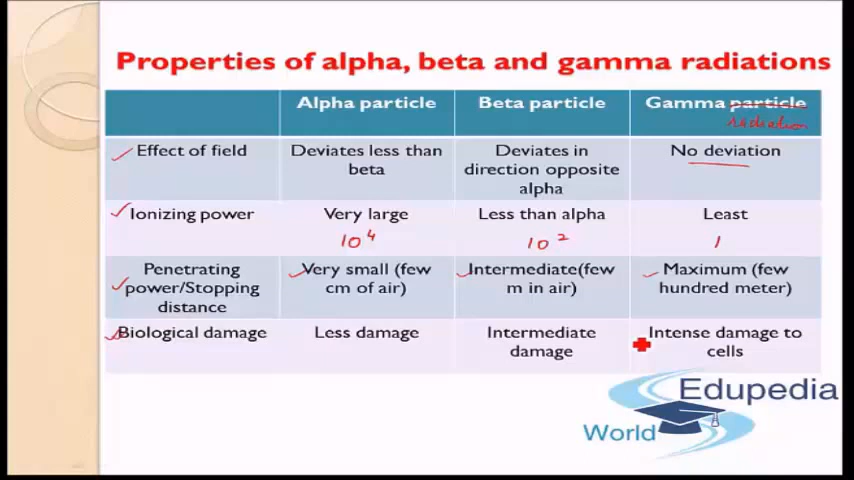 Properties of alpha, beta and gamma radiations
Alpha particle
Beta particle
Gamma particle
radiation
Effect of field
Deviates less than
beta
Deviates in
direction opposite
alpha
No deviation
Ionizing power
Very large
10⁴
Less than alpha
10²
Least
1
Penetrating
power/Stopping
distance
Very small (few
cm of air)
Intermediate(few
m in air)
Maximum (few
hundred meter)
Biological damage
Less damage
Intermediate
damage
Intense damage to
cells
Edupedia
World